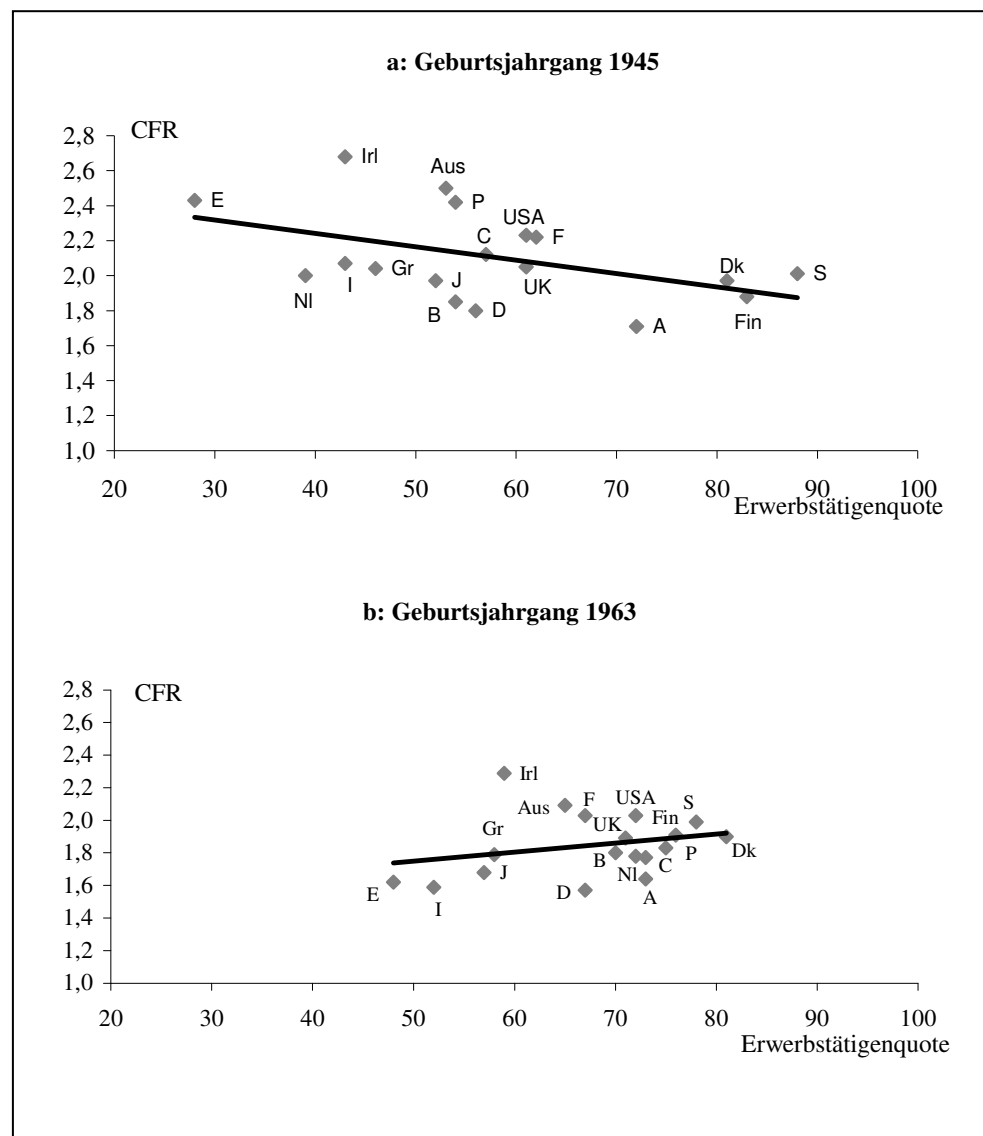 a: Geburtsjahrgang 1945
CFR
2,8
2,6
2,4
2,2
2,0
1,8
1,6
1,4
1,2
1,0
Irl
E
Aus
P
USA
C
F
Gr
I
J
UK
Dk
S
Nl
B
D
Fin
A
20 30 40 50 60 70 80 90 100
Erwerbstätigenquote
b: Geburtsjahrgang 1963
CFR
2,8
2,6
2,4
2,2
2,0
1,8
1,6
1,4
1,2
1,0
Irl
Aus
F
USA
S
Gr
UK
Fin
P
Dk
J
B
Nl
C
E
I
D
A
20 30 40 50 60 70 80 90 100
Erwerbstätigenquote